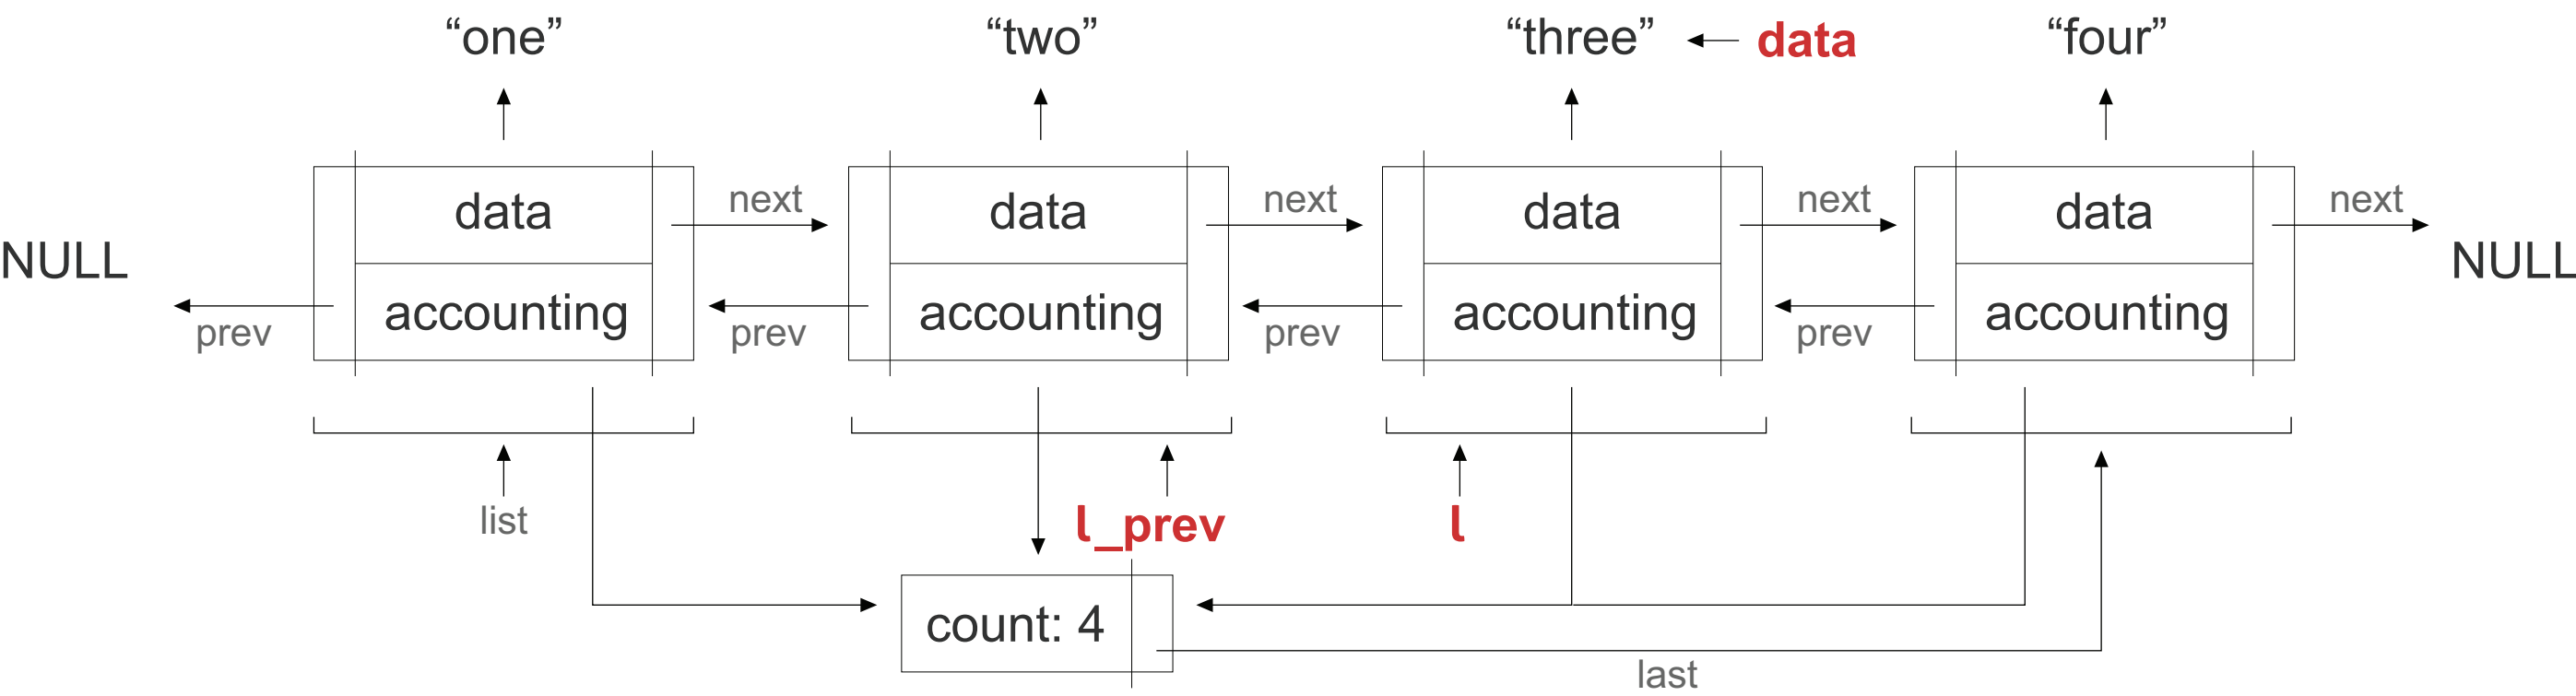 “one” “two” “three” data “four”
data next data next data next data next
NULL NULL
prev accounting prev accounting prev accounting prev accounting
list l_prev l
count: 4
last